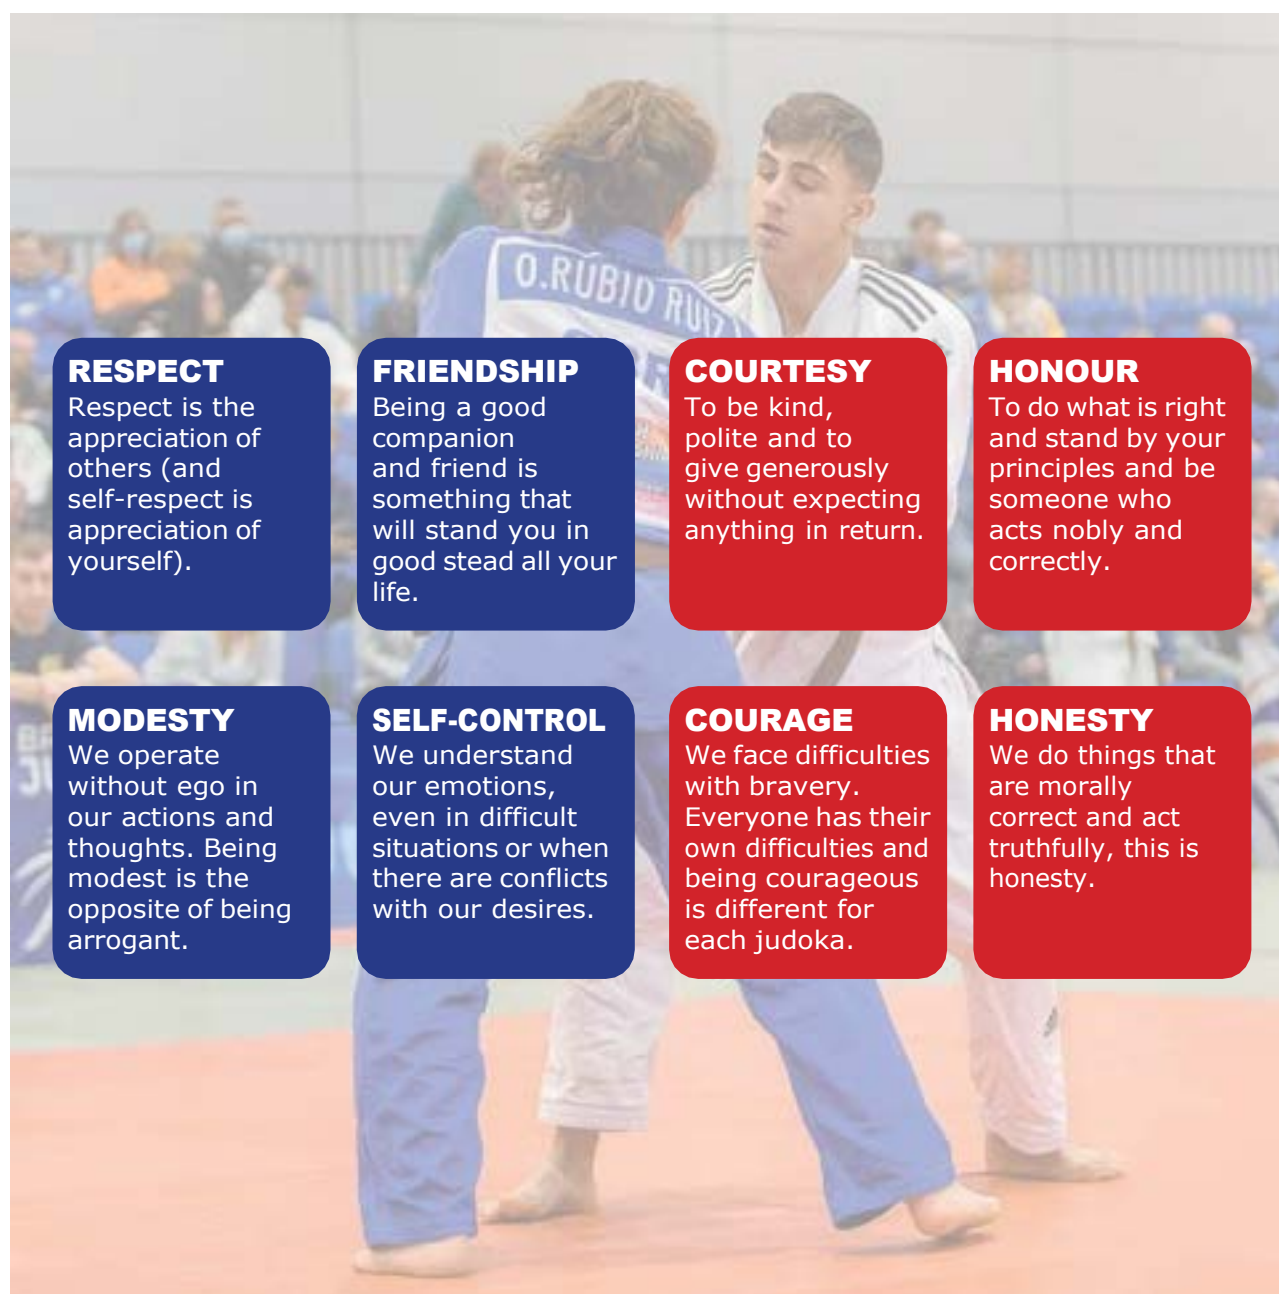 O.RUBIO RUIZ
RESPECT
Respect is the
appreciation of
others (and
self-respect is
appreciation of
yourself).
FRIENDSHIP
Being a good
companion
and friend is
something that
will stand you in
good stead all your
life.
COURTESY
To be kind,
polite and to
give generously
without expecting
anything in return.
HONOUR
To do what is right
and stand by your
principles and be
someone who
acts nobly and
correctly.
MODESTY
We operate
without ego in
our actions and
thoughts. Being
modest is the
opposite of being
arrogant.
SELF-CONTROL
We understand
our emotions,
even in difficult
situations or when
there are conflicts
with our desires.
COURAGE
We face difficulties
with bravery.
Everyone has their
own difficulties and
being courageous
is different for
each judoka.
HONESTY
We do things that
are morally
correct and act
truthfully, this is
honesty.